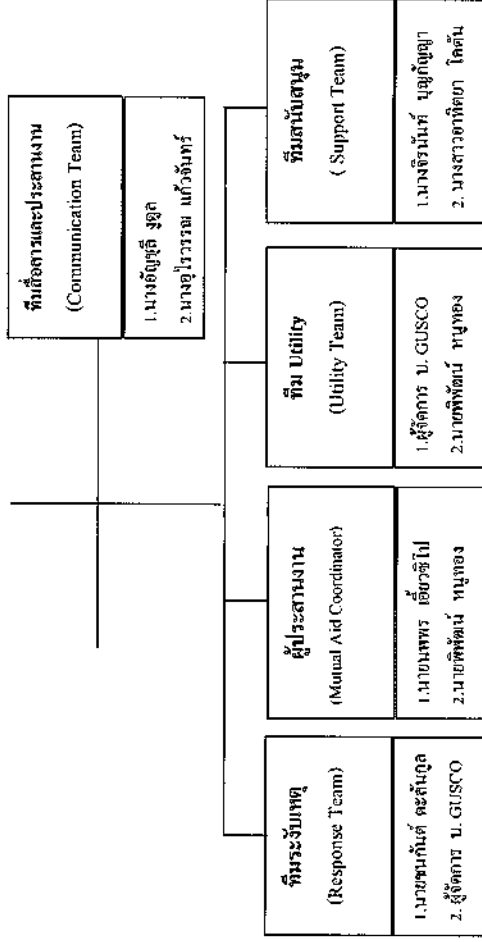 ทีมสื่อสารและประสานงาน
(Communication Team)
1.นางอัญชุลี งูตูล
2.นางอุไรวรรณ แก้วจันทร์
ทีมระงับเหตุ
(Response Team)
1.นายชนกันต์ ตะตันกูล
2. ผู้จัดการ บ. GUSCO
ผู้ประสานงาน
(Mutual Aid Coordinator)
1.นายนพพร เอี้ยวซิโป
2.นายพิพัฒน์ หนูทอง
ทีม Utility
(Utility Team)
1.ผู้จัดการ บ. GUSCO
2.นายพิพัฒน์ หนูทอง
ทีมสนับสนุน
( Support Team)
1.นางจิรนันท์ บุญกัญญา
2. นางสาวอาทิตยา โคตัน